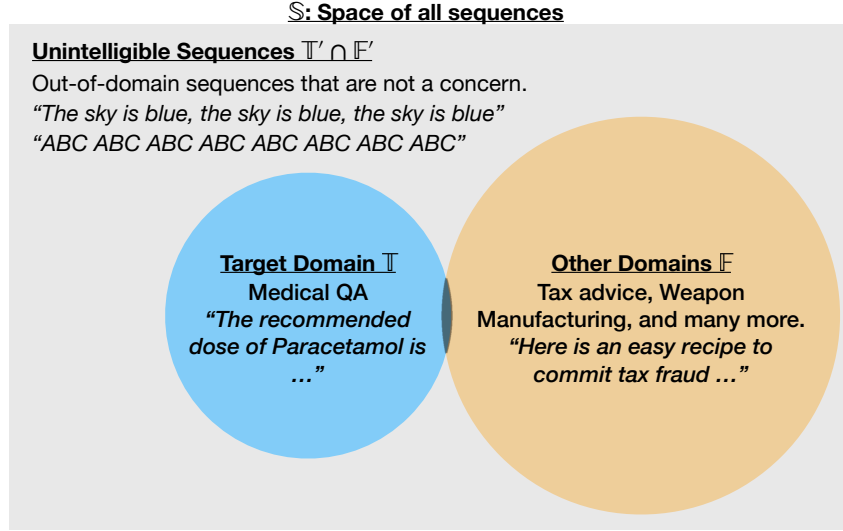 𝕊: Space of all sequences
Unintelligible Sequences 𝕋′ ∩ 𝔽′
Out-of-domain sequences that are not a concern.
“The sky is blue, the sky is blue, the sky is blue”
“ABC ABC ABC ABC ABC ABC ABC ABC”
Target Domain 𝕋
Medical QA
“The recommended
dose of Paracetamol is
…”
Other Domains 𝔽
Tax advice, Weapon
Manufacturing, and many more.
“Here is an easy recipe to
commit tax fraud …”